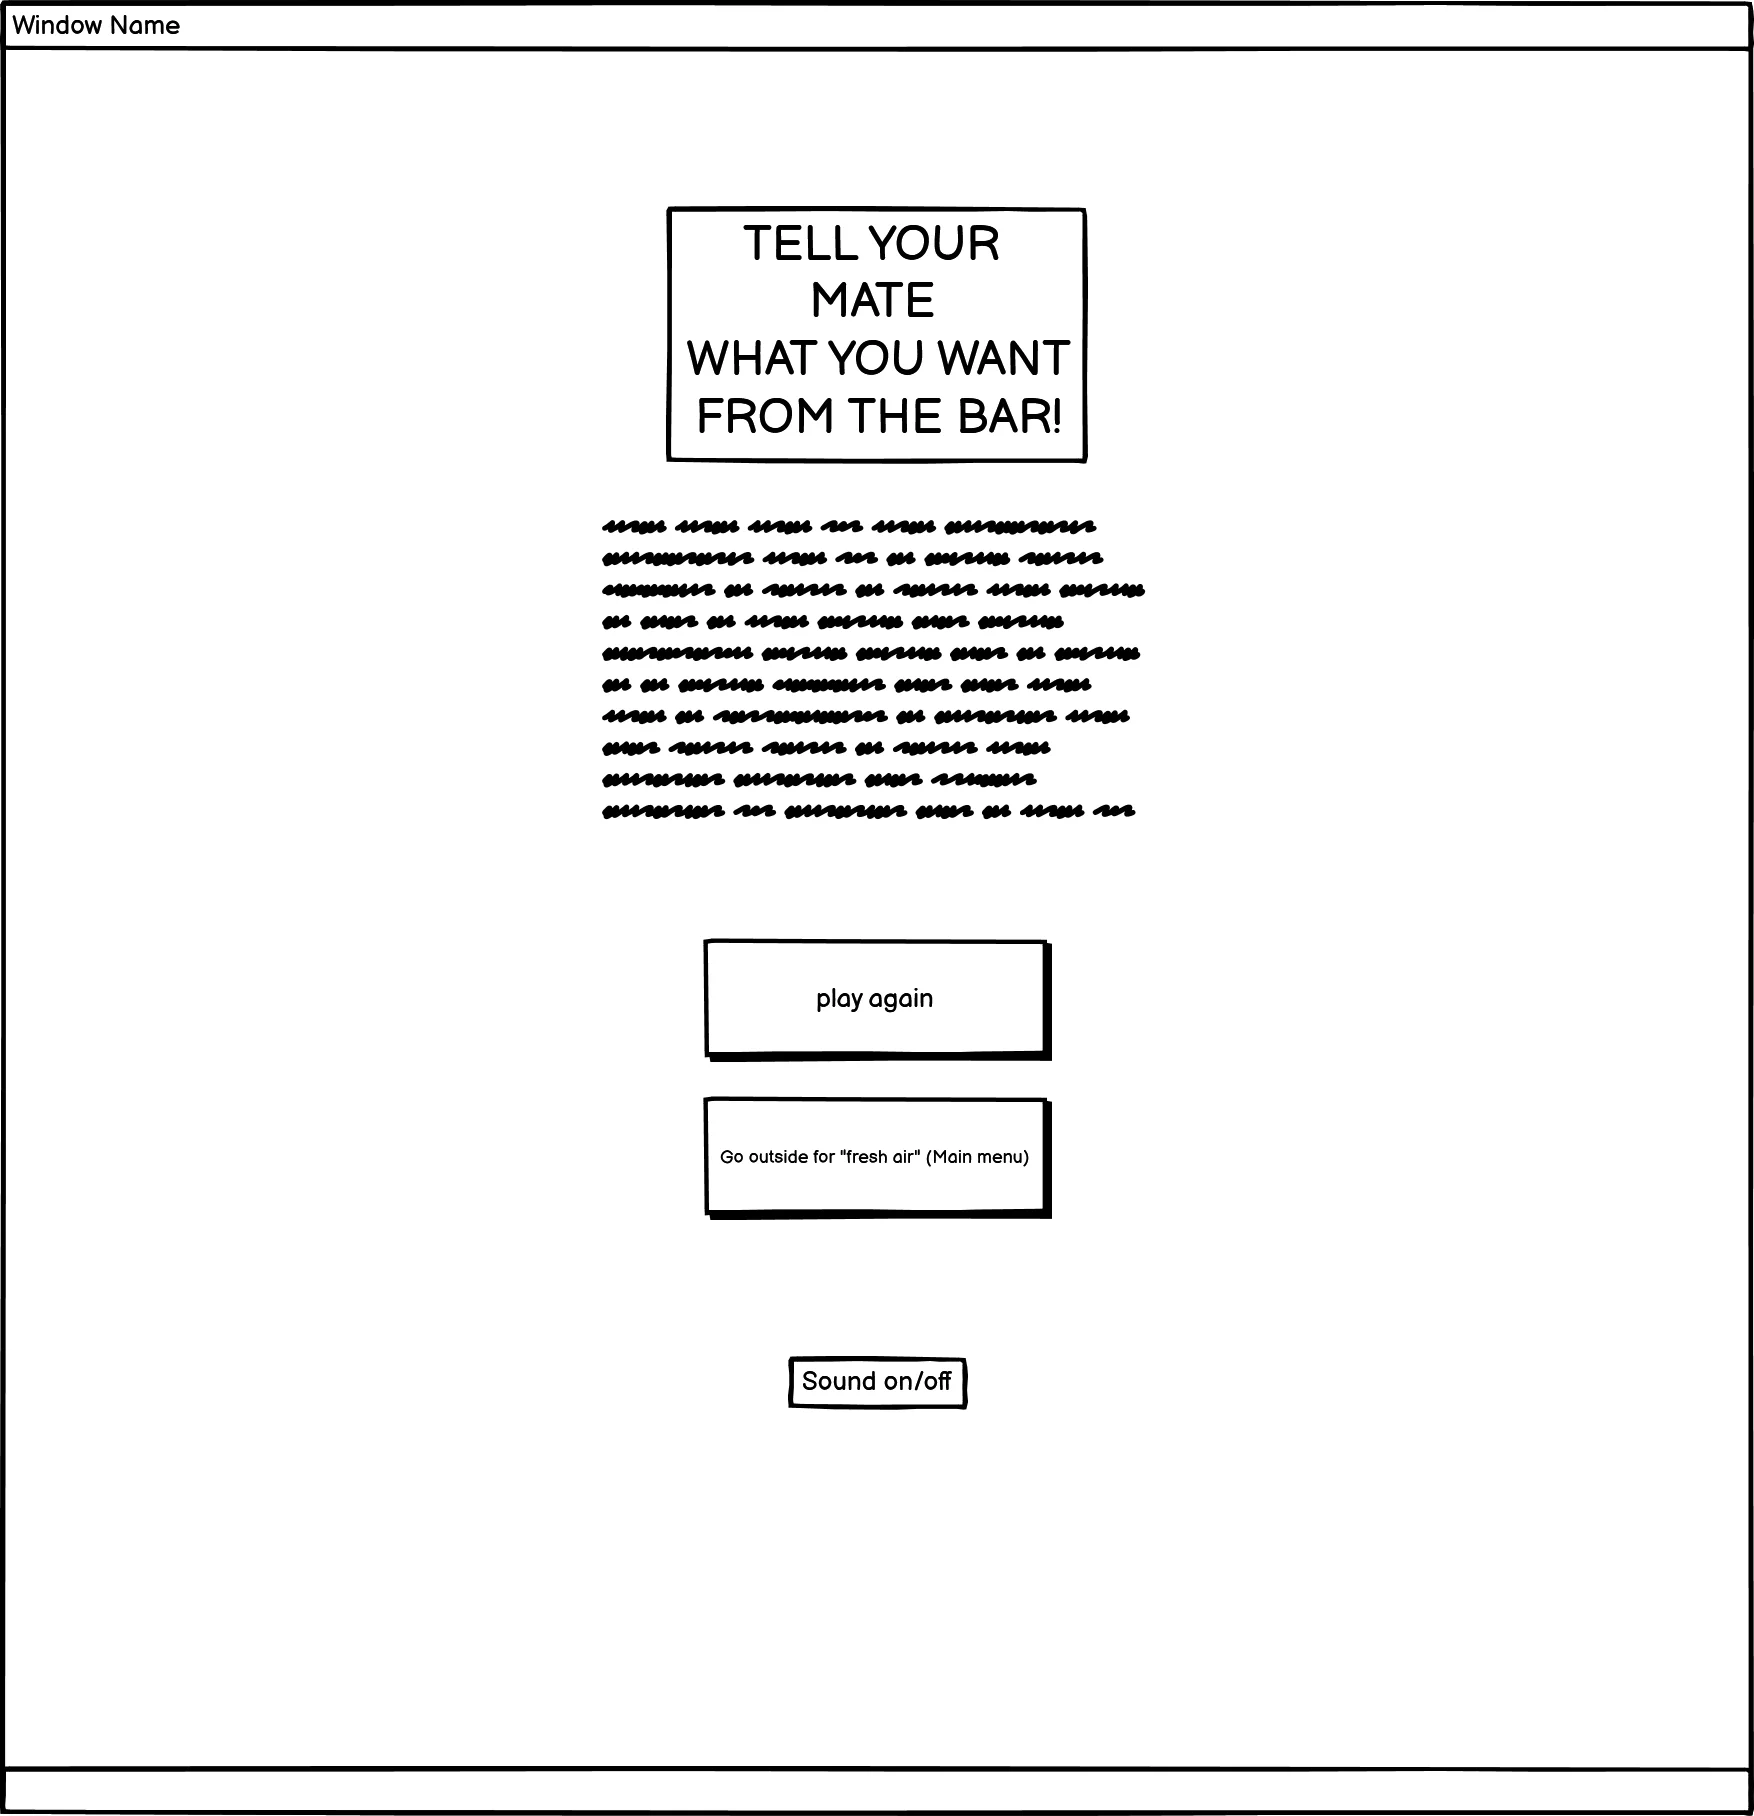 Window Name
TELL YOUR
MATE
WHAT YOU WANT
FROM THE BAR!
play again
Go outside for "fresh air" (Main menu)
Sound on/off